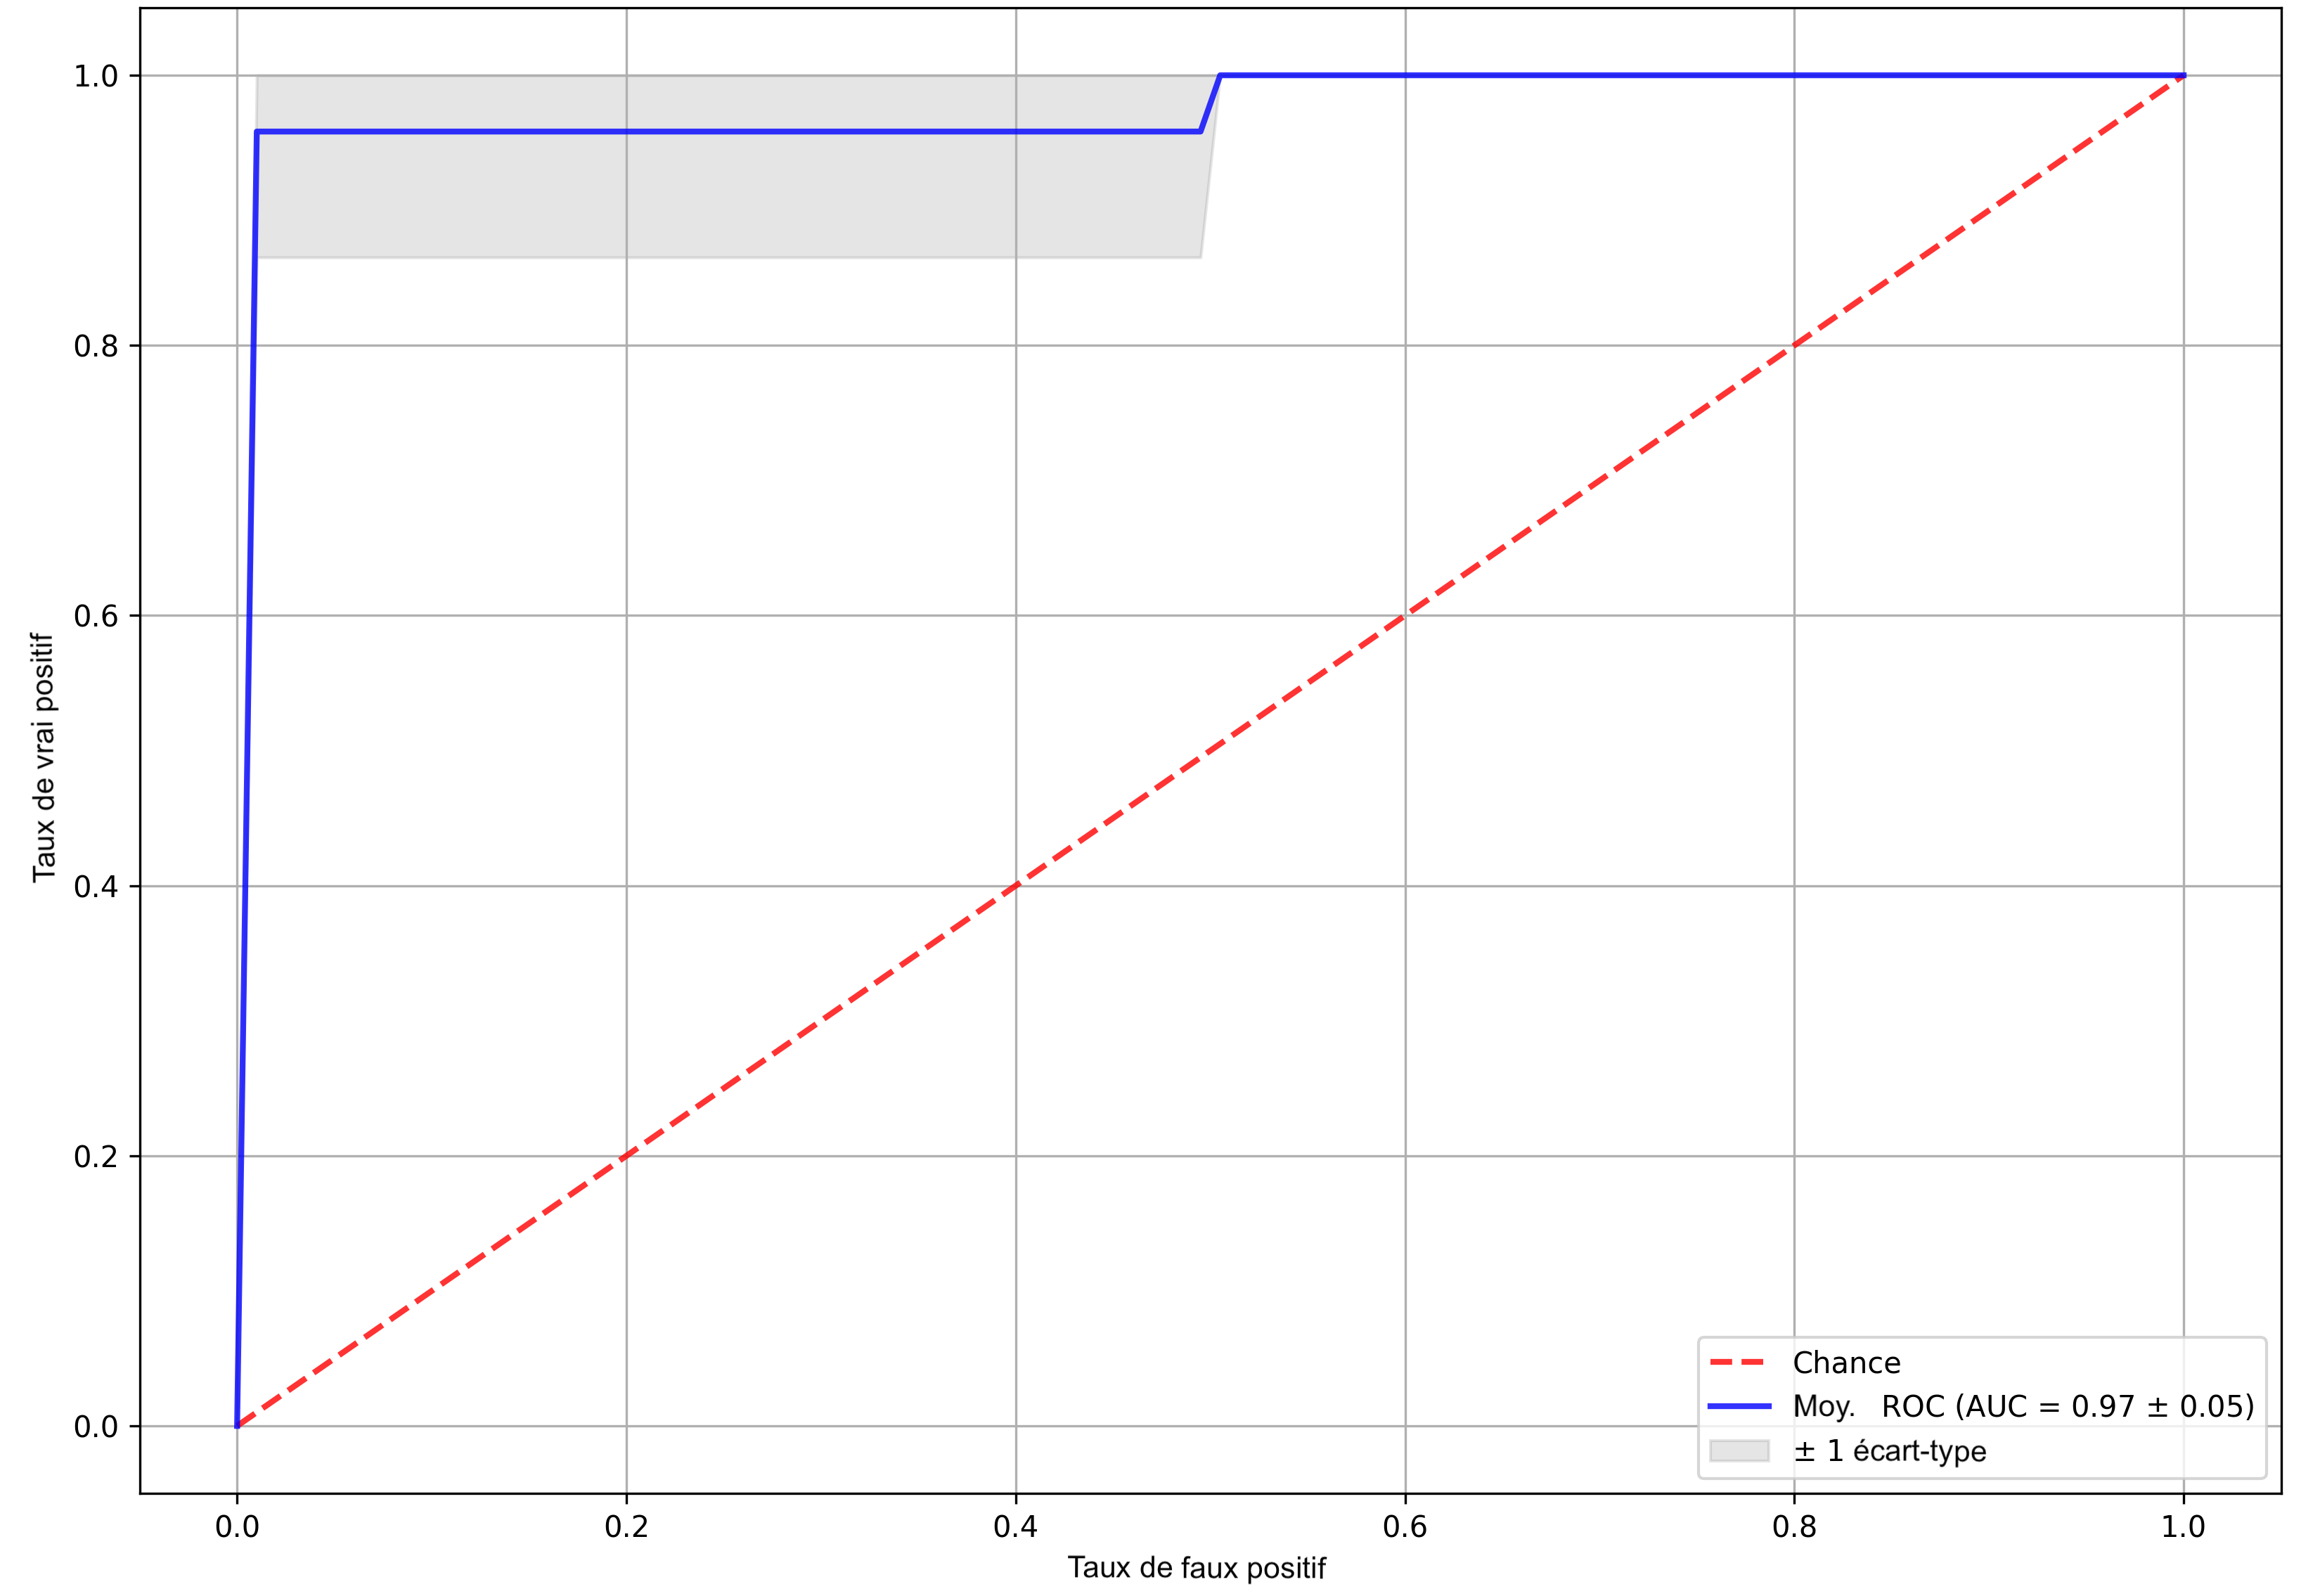 1.0
0.8
0.6
0.4
0.2
0.0
Taux de vrai positif
0.0 0.2 0.4 0.6 0.8 1.0
Taux de faux positif
Chance
Moy. ROC (AUC = 0.97 ± 0.05)
± 1 écart-type